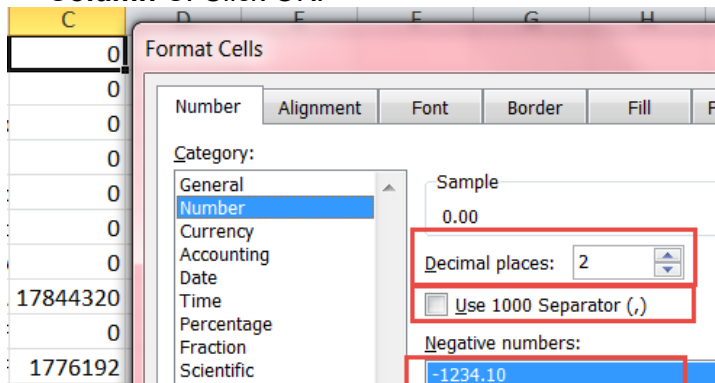 C D E F G H
Format Cells
0
0
Number Alignment Font Border Fill
0
0
Category:
General
Sample
0
Number
0.00
0
Currency
Accounting
Decimal places: 2
0
Date
17844320
Time
Use 1000 Separator (,)
Percentage
0
Fraction
Negative numbers:
1776192
Scientific
-1234.10